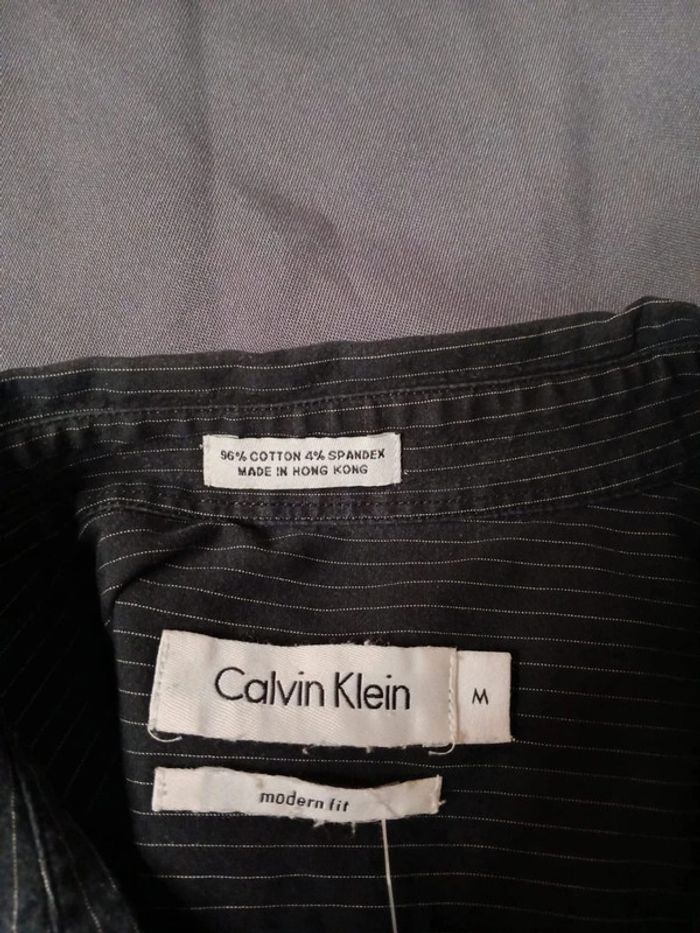 96% COTTON 4% SPANDEX
MADE IN HONG KONG
Calvin Klein
M
modern fit